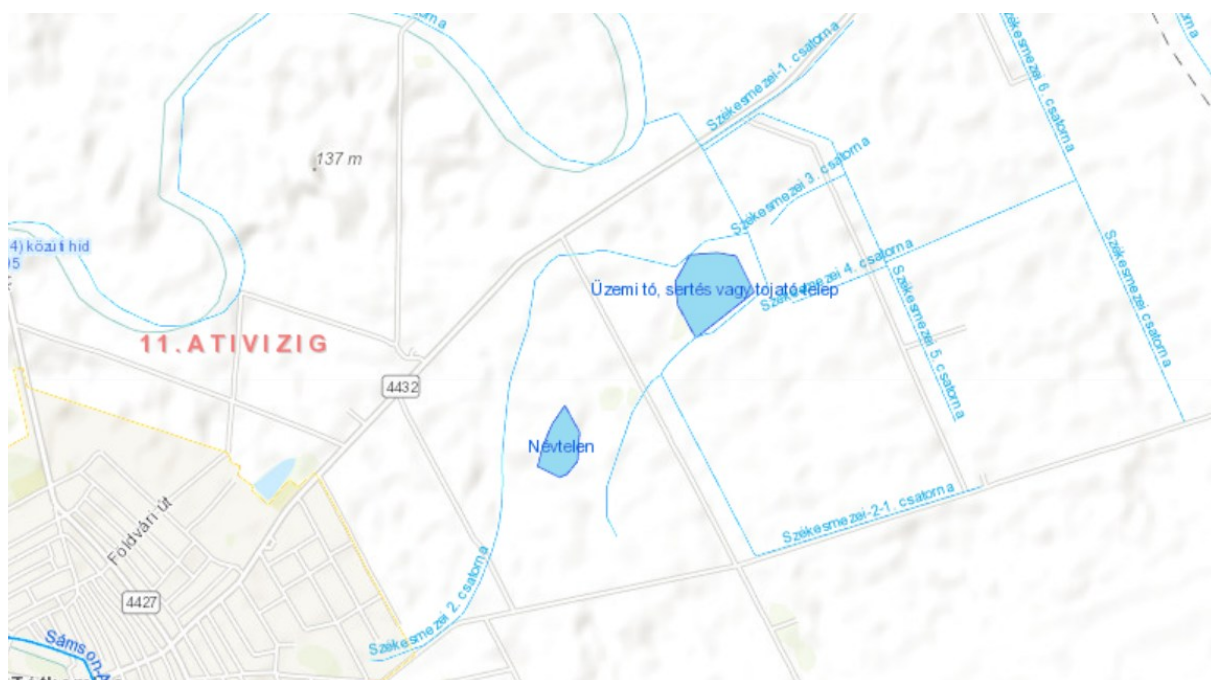 Székesmezei-1. csatorna
Székesmezei 6. csatorna
137 m
Székesmezei 3. csatorna
4) közúti híd
05
Székesmezei 4. csatorna
Üzemi tó, sertés vagy tojató telep
11. ATIVIZIG
Székesmezei 5. csatorna
Székesmezei csatorna
4432
Névtelen
Székesmezei-2-1. csatorna
Földvári út
Székesmezei 2. csatorna
4427
Sámson-